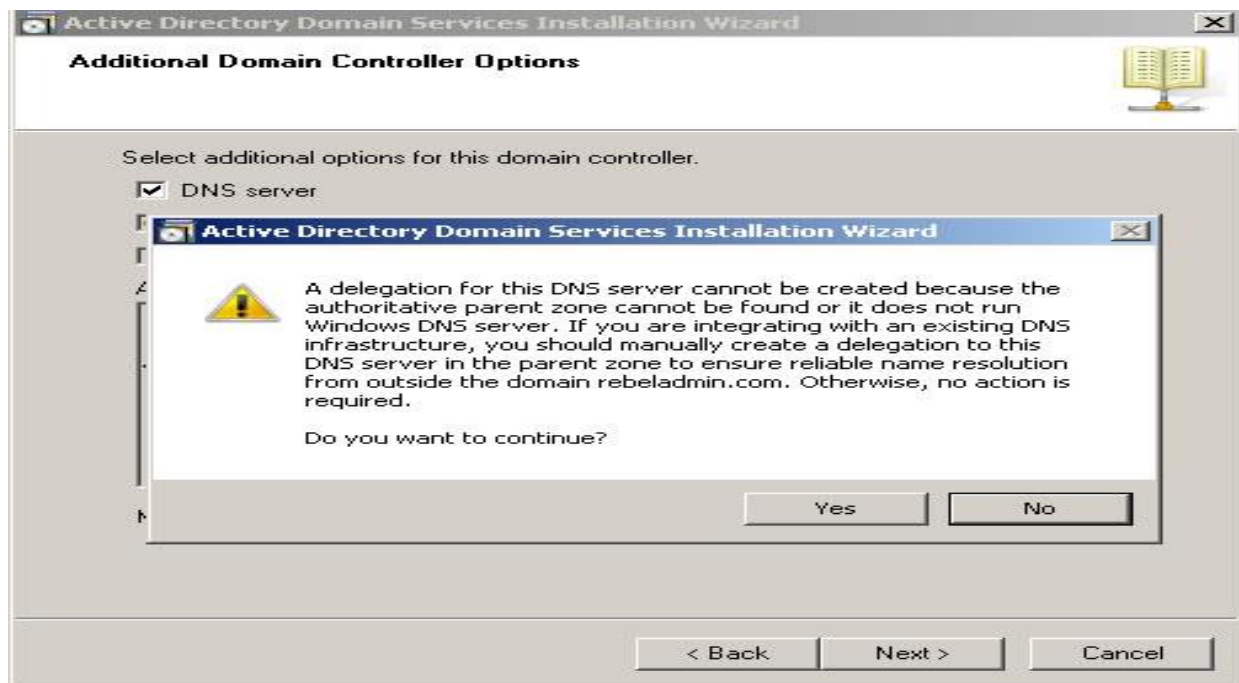 Active Directory Domain Services Installation Wizard
Additional Domain Controller Options
Select additional options for this domain controller.
DNS server
Active Directory Domain Services Installation Wizard
A delegation for this DNS server cannot be created because the
authoritative parent zone cannot be found or it does not run
Windows DNS server. If you are integrating with an existing DNS
infrastructure, you should manually create a delegation to this
DNS server in the parent zone to ensure reliable name resolution
from outside the domain rebeladmin.com. Otherwise, no action is
required.
Do you want to continue?
Yes No
< Back Next > Cancel